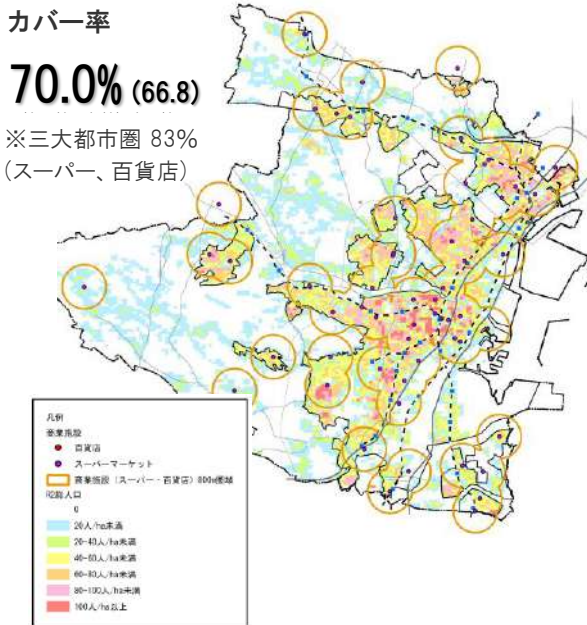 カバー率
70.0% (66.8)
※三大都市圏 83%
(スーパー、百貨店)
凡例
商業施設
百貨店
スーパーマーケット
商業施設（スーパー・百貨店）800m圏域
R2総人口
0
20人/ha未満
20-40人/ha未満
40-60人/ha未満
60-80人/ha未満
80-100人/ha未満
100人/ha以上